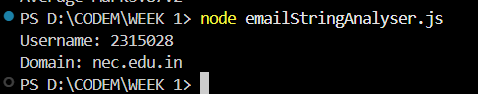 PS D:\CODEM\WEEK 1> node emailStringAnalyser.js
Username: 2315028
Domain: nec.edu.in
PS D:\CODEM\WEEK 1>